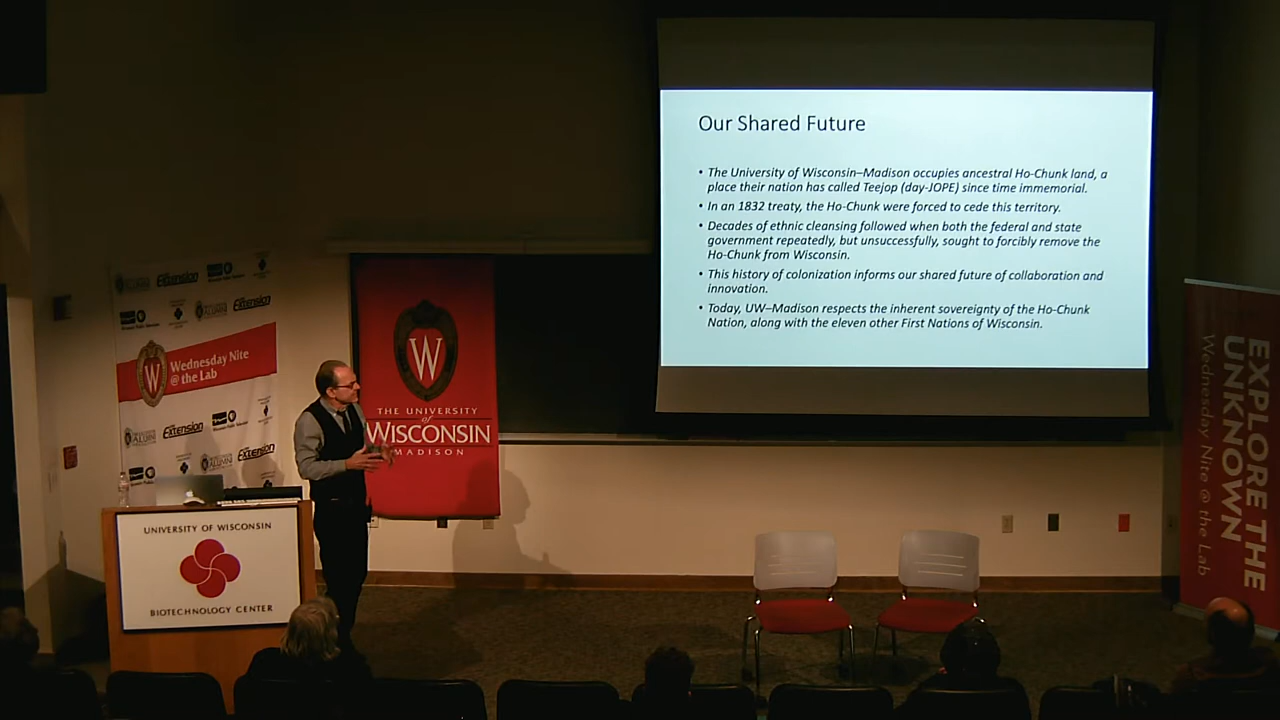 Our Shared Future
• The University of Wisconsin–Madison occupies ancestral Ho-Chunk land, a
place their nation has called Teejop (day-JOPE) since time immemorial.
• In an 1832 treaty, the Ho-Chunk were forced to cede this territory.
• Decades of ethnic cleansing followed when both the federal and state
government repeatedly, but unsuccessfully, sought to forcibly remove the
Ho-Chunk from Wisconsin.
• This history of colonization informs our shared future of collaboration and
innovation.
• Today, UW–Madison respects the inherent sovereignty of the Ho-Chunk
Nation, along with the eleven other First Nations of Wisconsin.
Extension
ALUMNI
Extension
W
Wednesday Nite
@ the Lab
ALUMNI
Extension
ALUMNI
Extension
W
THE UNIVERSITY
of
WISCONSIN
MADISON
UNIVERSITY OF WISCONSIN
BIOTECHNOLOGY CENTER
EXPLORE THE
UNKNOWN
Wednesday Nite @ the Lab